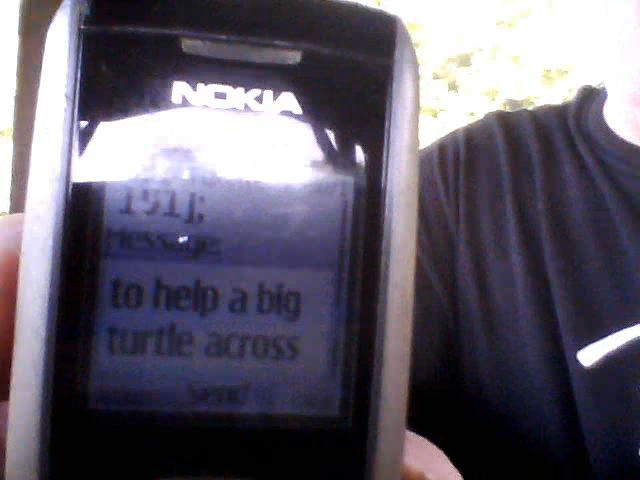 NOKIA
Message:
to help a big
turtle across
Send